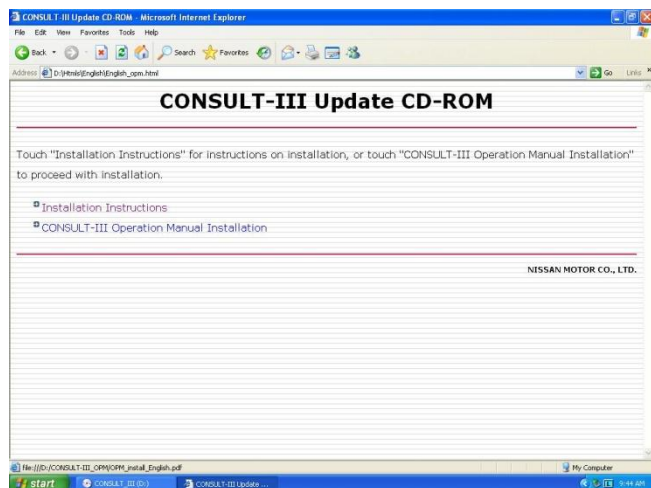 CONSULT-III Update CD-ROM - Microsoft Internet Explorer
File Edit View Favorites Tools Help
Back Search Favorites
Address D:\Htmls\English\English_opm.html Go Links
CONSULT-III Update CD-ROM
Touch "Installation Instructions" for instructions on installation, or touch "CONSULT-III Operation Manual Installation"
to proceed with installation.
Installation Instructions
CONSULT-III Operation Manual Installation
NISSAN MOTOR CO., LTD.
file:///D:/CONSULT-III_OPM/OPM_install_English.pdf My Computer
start CONSULT_III (D:) CONSULT-III Update ... 9:44 AM